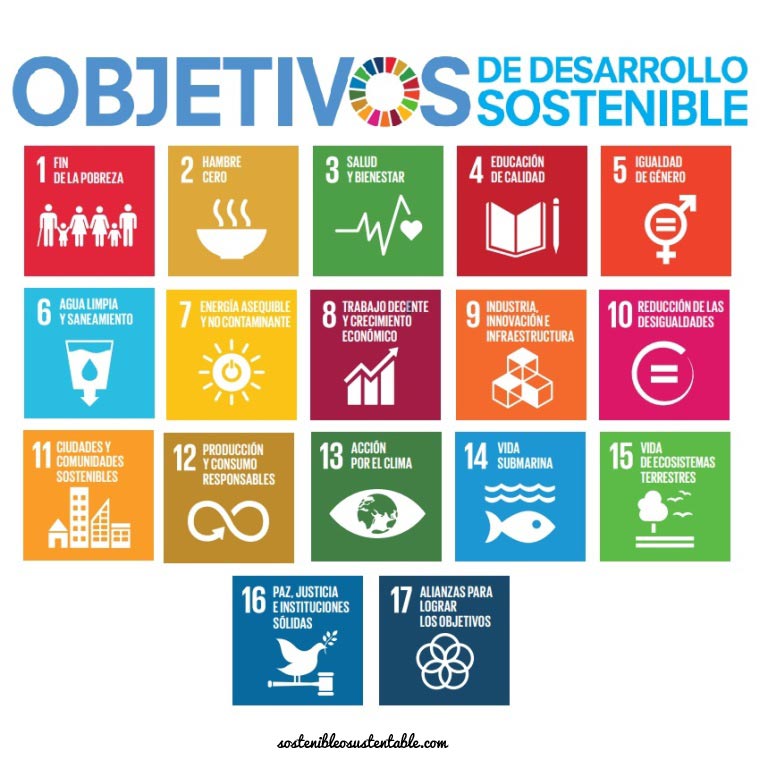 OBJETIVOS DE DESARROLLO
SOSTENIBLE
1 FIN
DE LA POBREZA
2 HAMBRE
CERO
3 SALUD
Y BIENESTAR
4 EDUCACIÓN
DE CALIDAD
5 IGUALDAD
DE GÉNERO
6 AGUA LIMPIA
Y SANEAMIENTO
7 ENERGÍA ASEQUIBLE
Y NO CONTAMINANTE
8 TRABAJO DECENTE
Y CRECIMIENTO
ECONÓMICO
9 INDUSTRIA,
INNOVACIÓN E
INFRAESTRUCTURA
10 REDUCCIÓN DE LAS
DESIGUALDADES
11 CIUDADES Y
COMUNIDADES
SOSTENIBLES
12 PRODUCCIÓN
Y CONSUMO
RESPONSABLES
13 ACCIÓN
POR EL CLIMA
14 VIDA
SUBMARINA
15 VIDA
DE ECOSISTEMAS
TERRESTRES
16 PAZ, JUSTICIA
E INSTITUCIONES
SÓLIDAS
17 ALIANZAS PARA
LOGRAR
LOS OBJETIVOS
sostenibleosustentable.com